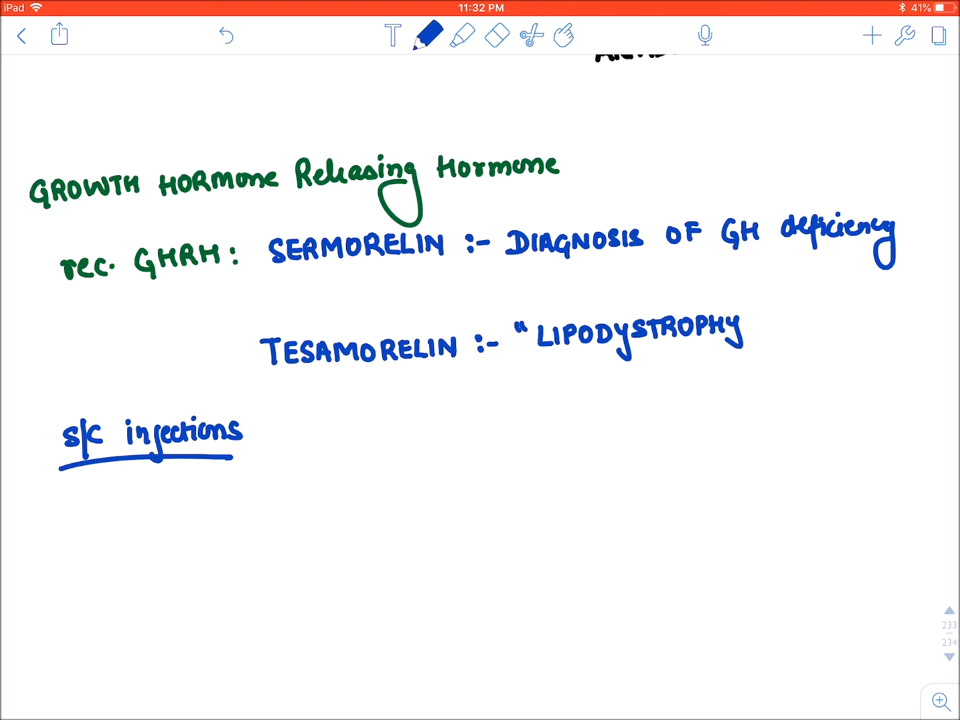 iPad 11:32 PM 41%
T
GROWTH HORMONE Releasing Hormone
rec. GHRH: SERMORELIN :- DIAGNOSIS OF GH deficiency
TESAMORELIN :- "LIPODYSTROPHY
s/c injections
233
234